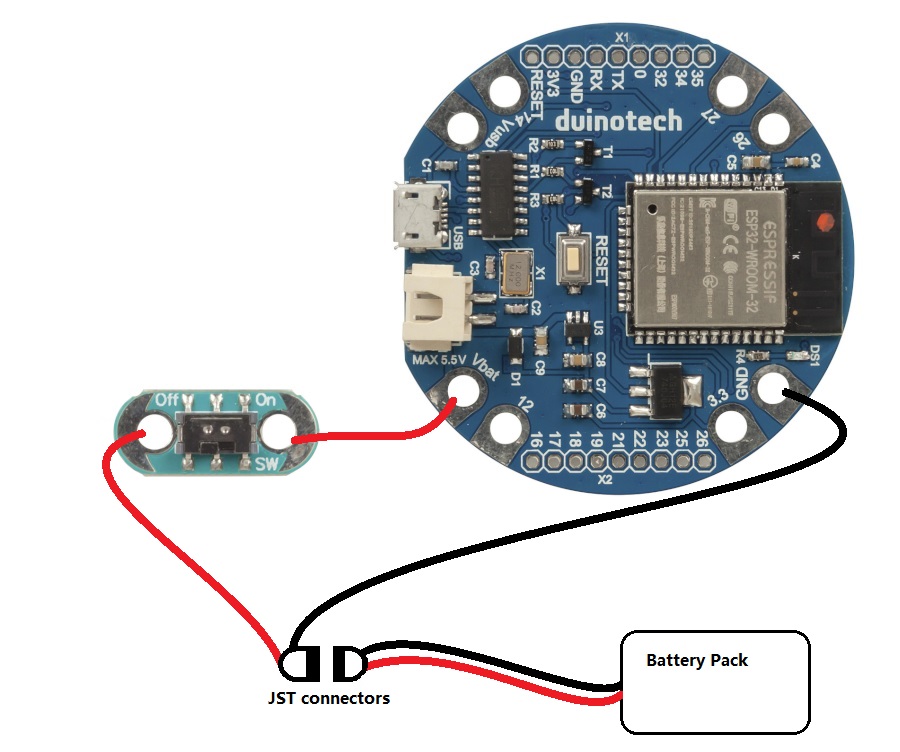 X1
RESET
3V3
GND
RX
TX
0
32
34
35
14
Vusb
duinotech
27
26
R2
T1
C1
R1
C5
C4
T2
R3
USB
RESET
ESPRESSIF
ESP32-WROOM-32
WiFi
CE
C3
X1
C2
U3
MAX 5.5V
Vbat
D1
C9
C8
R4
DS1
GND
C7
3.3
C6
12
Off
On
SW
16
17
18
19
21
22
23
25
26
X2
Battery Pack
JST connectors